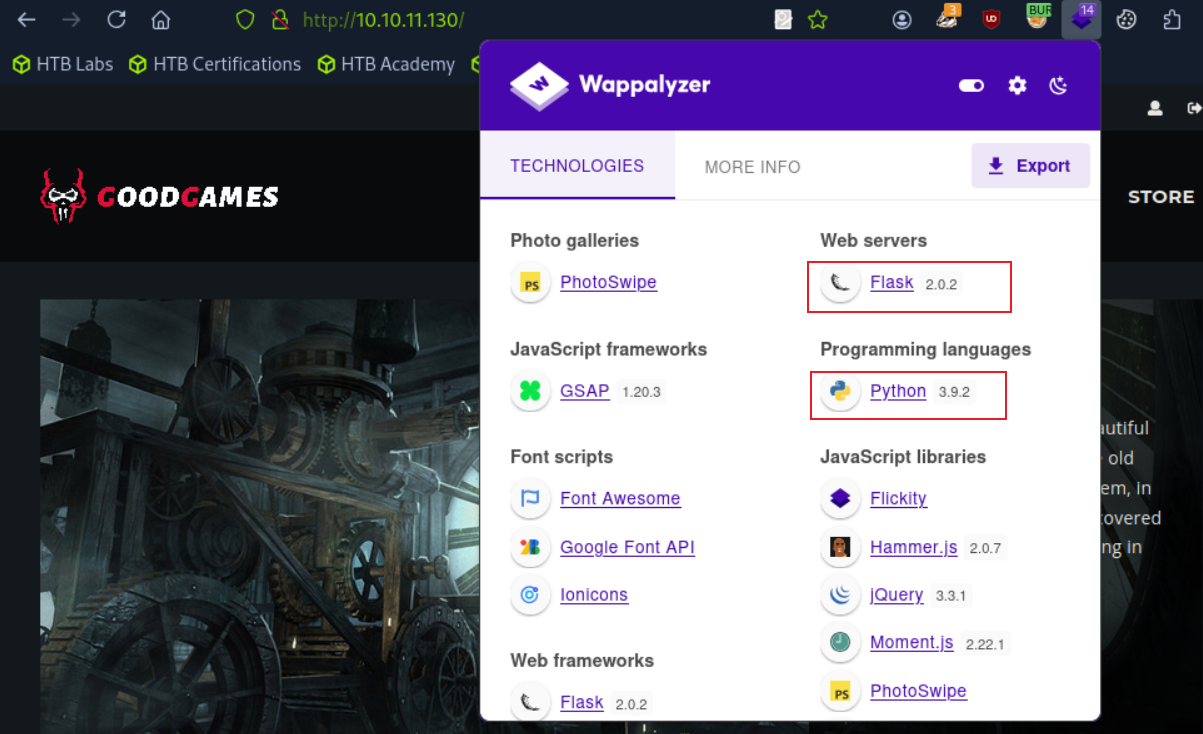 http://10.10.11.130/
3
UD
BUR
14
HTB Labs
HTB Certifications
HTB Academy
Wappalyzer
TECHNOLOGIES
MORE INFO
Export
GOODGAMES
STORE
Photo galleries
PS
PhotoSwipe
Web servers
Flask 2.0.2
JavaScript frameworks
GSAP 1.20.3
Programming languages
Python 3.9.2
Font scripts
Font Awesome
Google Font API
Ionicons
JavaScript libraries
Flickity
Hammer.js 2.0.7
jQuery 3.3.1
Moment.js 2.22.1
PS
PhotoSwipe
Web frameworks
Flask 2.0.2
autiful
old
em, in
covered
ng in